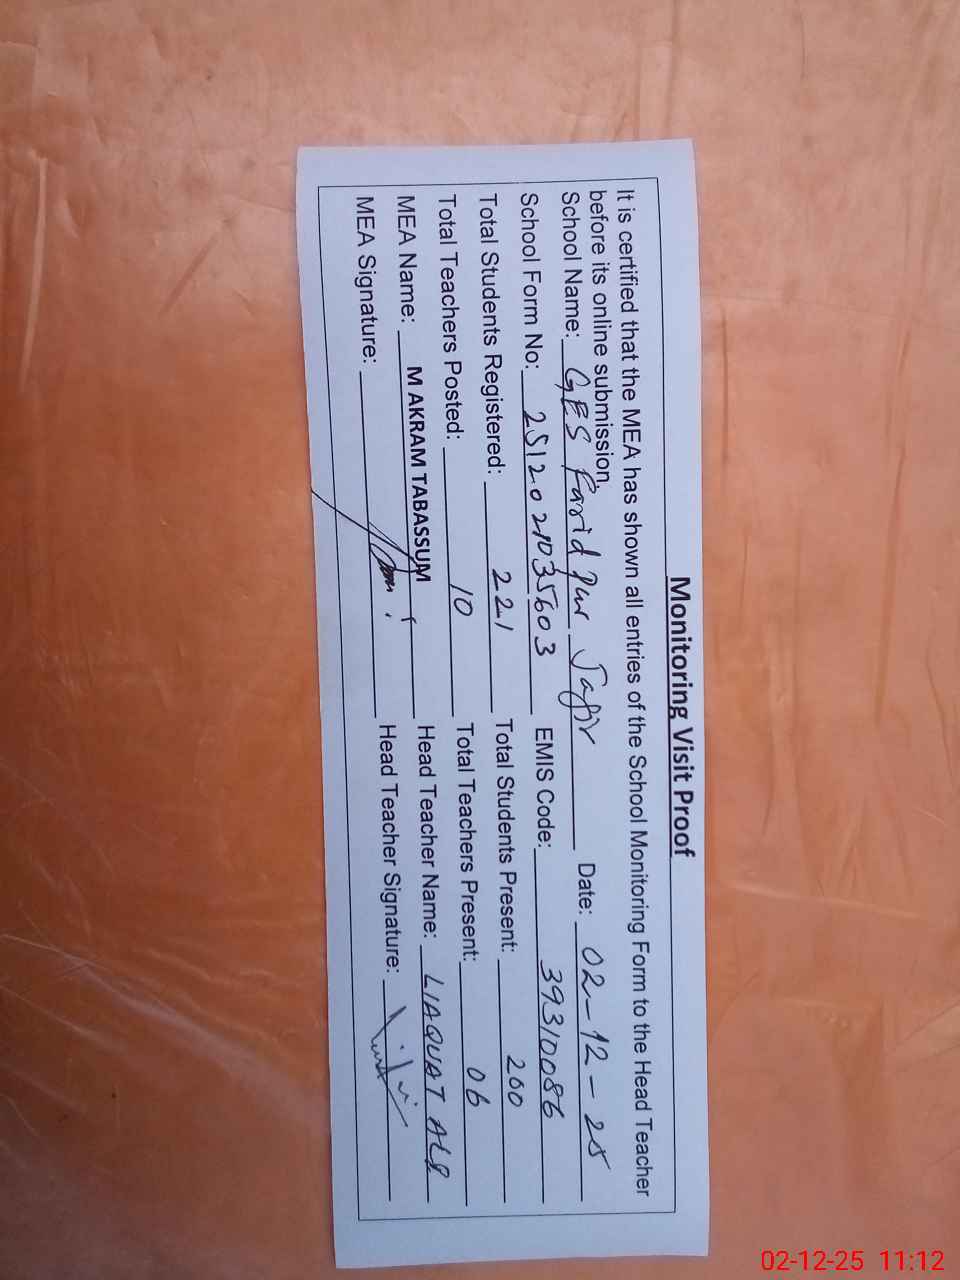 Monitoring Visit Proof
It is certified that the MEA has shown all entries of the School Monitoring Form to the Head Teacher
before its online submission.
School Name: GES Farid Pur Jagir Date: 02-12-25
School Form No: 2512021035603 EMIS Code: 39310086
Total Students Registered: 221 Total Students Present: 200
Total Teachers Posted: 10 Total Teachers Present: 06
MEA Name: M AKRAM TABASSUM Head Teacher Name: LIAQUAT ALI
MEA Signature: Head Teacher Signature:
02-12-25 11:12